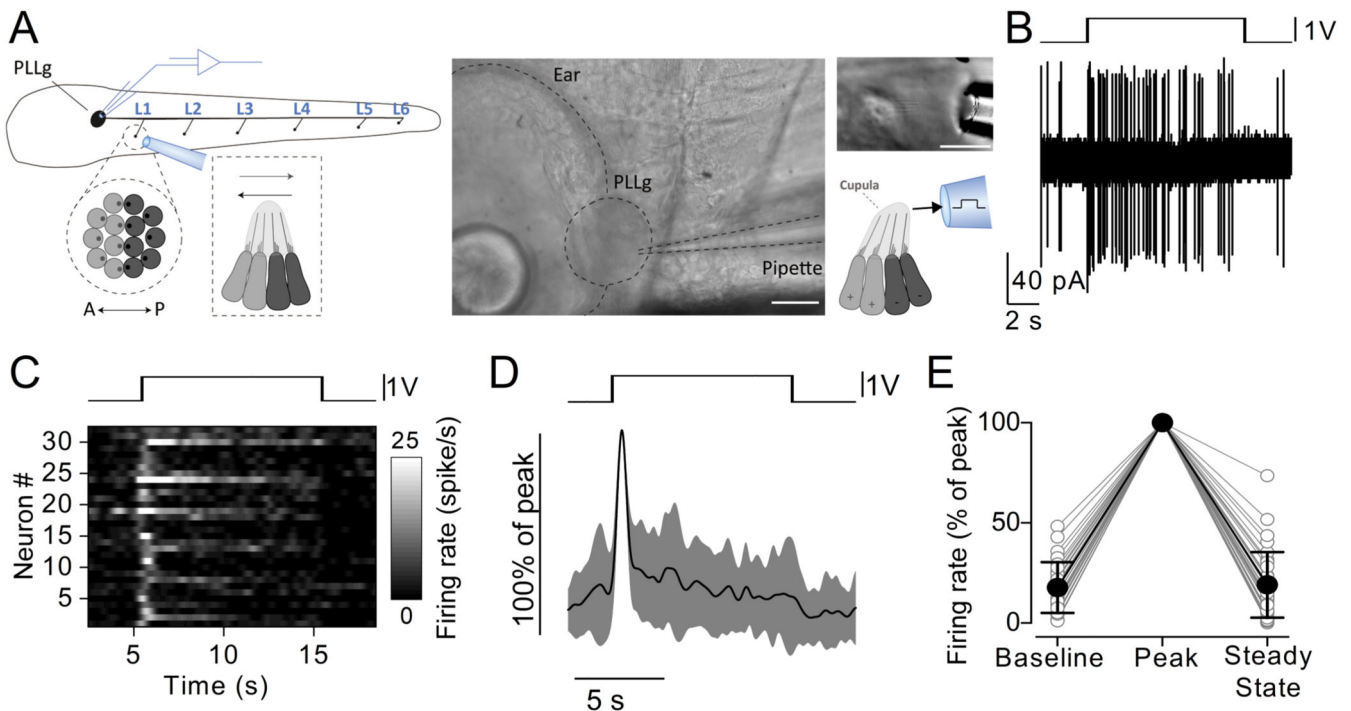 A
PLLg
L1 L2 L3 L4 L5 L6
A P
Ear
PLLg
Pipette
Cupula
+ + - -
B
1V
40 pA
2 s
C
1V
Neuron #
30
25
20
15
10
5
5 10 15
Time (s)
25
0
Firing rate (spike/s)
D
1V
100% of peak
5 s
E
Firing rate (% of peak)
100
50
0
Baseline Peak Steady
State